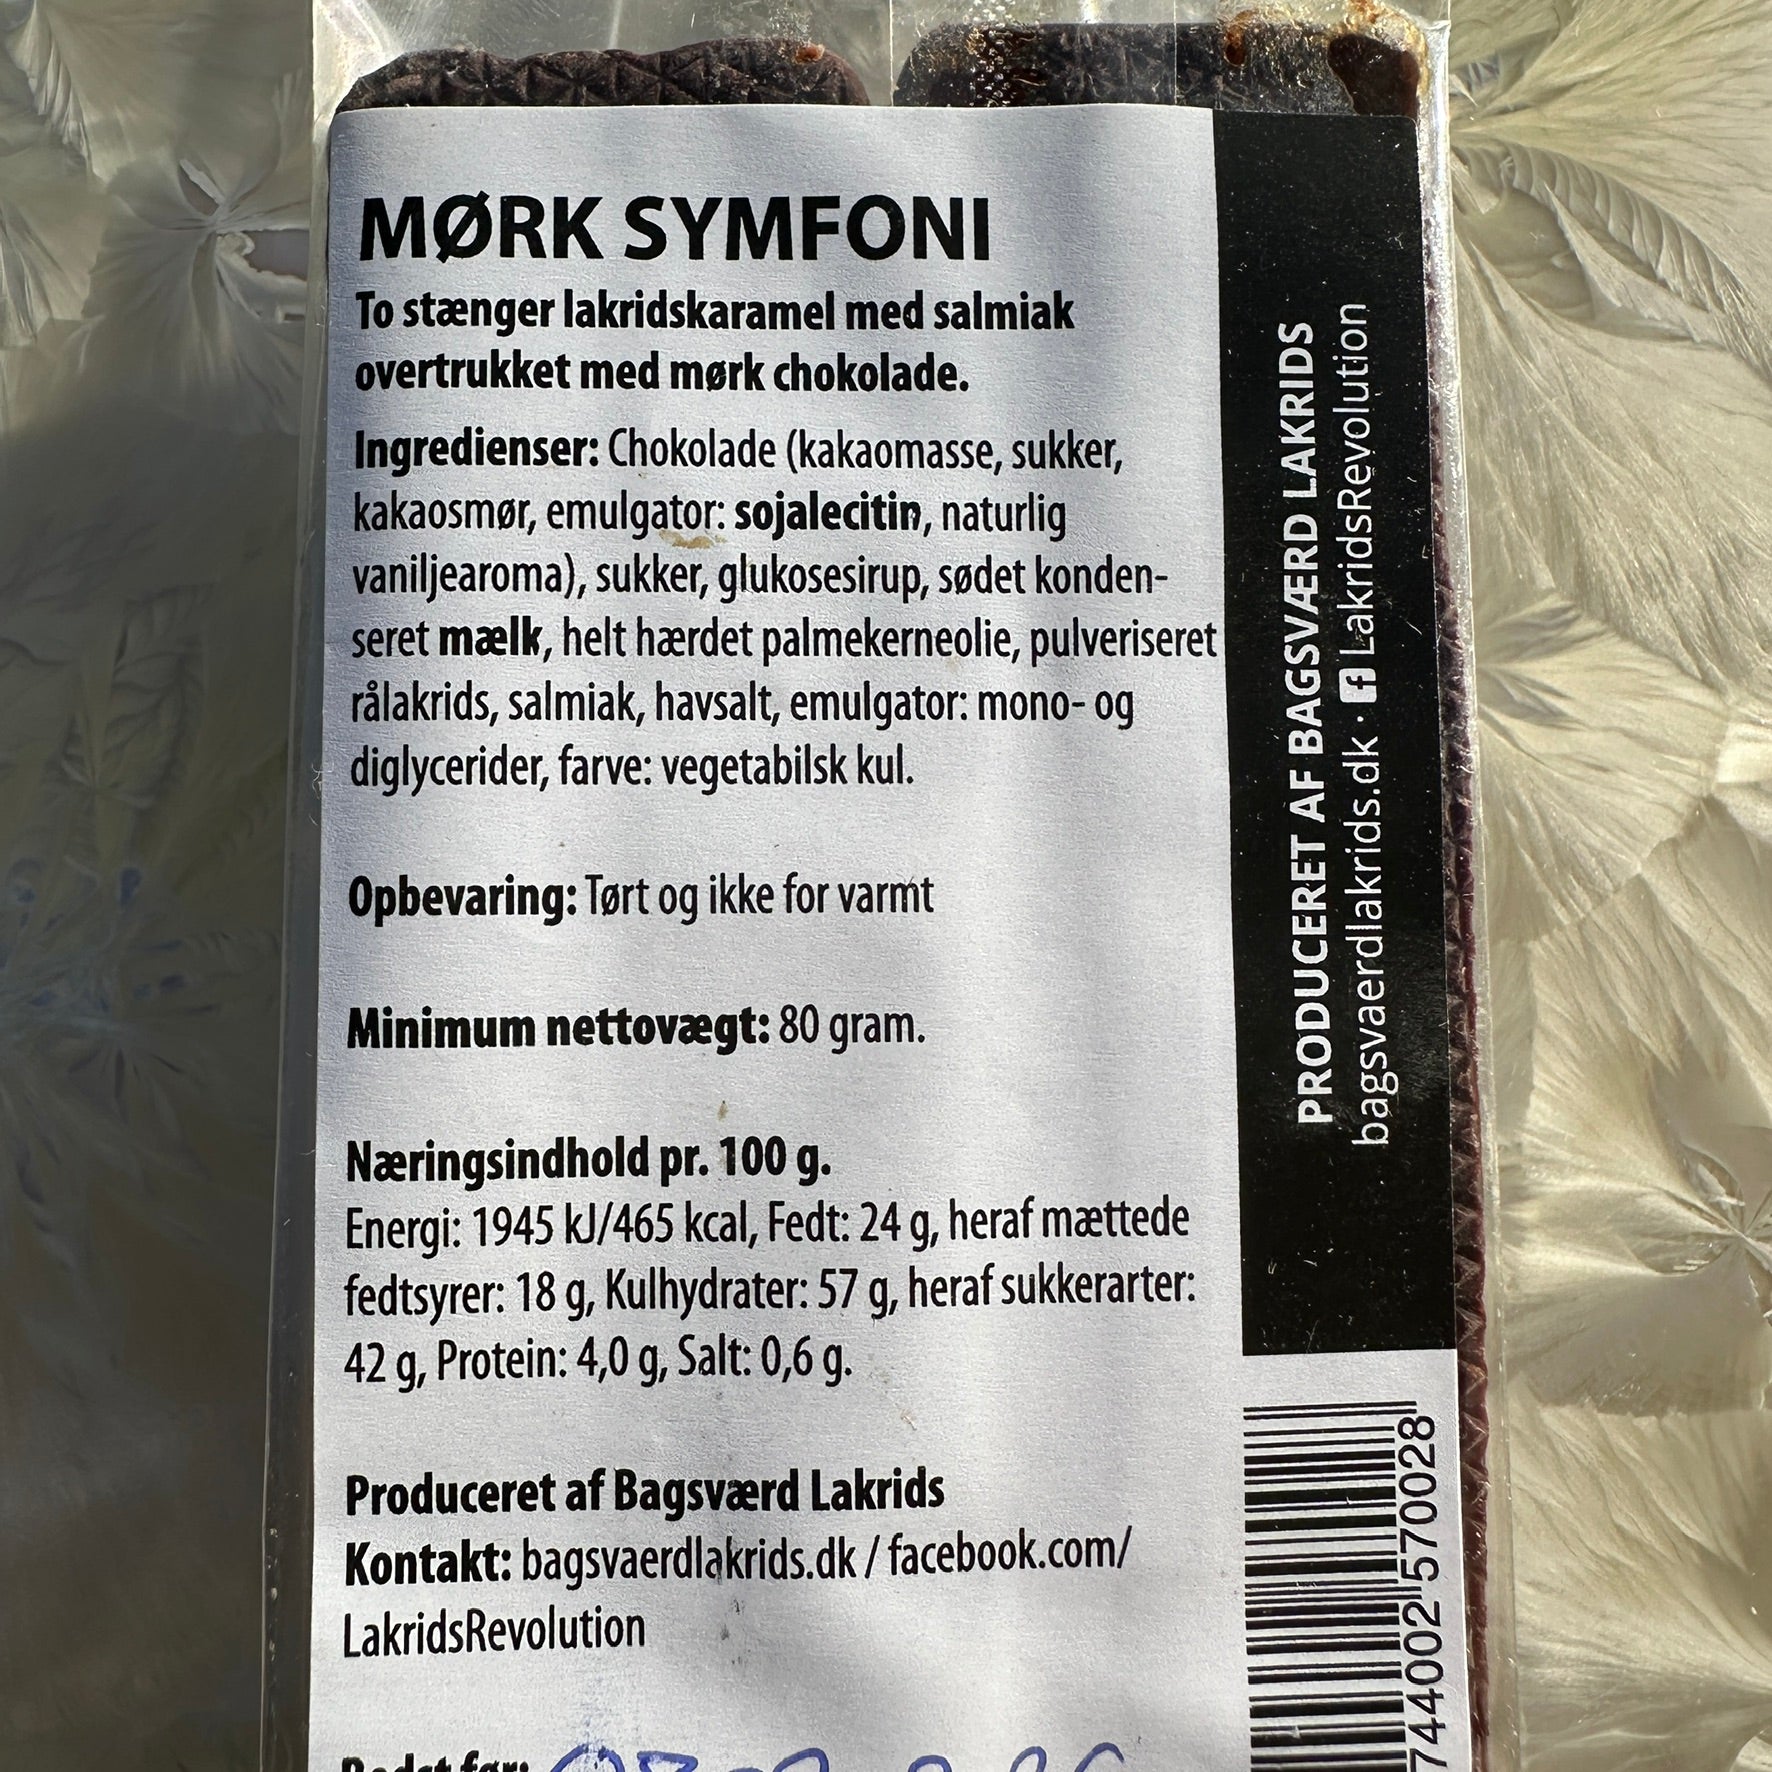 MØRK SYMFONI
To stænger lakridskaramel med salmiak
overtrukket med mørk chokolade.
Ingredienser: Chokolade (kakaomasse, sukker,
kakaosmør, emulgator: sojalecitin, naturlig
vaniljearoma), sukker, glukosesirup, sødet konden-
seret mælk, helt hærdet palmekerneolie, pulveriseret
rålakrids, salmiak, havsalt, emulgator: mono- og
diglycerider, farve: vegetabilsk kul.
Opbevaring: Tørt og ikke for varmt
Minimum nettovægt: 80 gram.
Næringsindhold pr. 100 g.
Energi: 1945 kJ/465 kcal, Fedt: 24 g, heraf mættede
fedtsyrer: 18 g, Kulhydrater: 57 g, heraf sukkerarter:
42 g, Protein: 4,0 g, Salt: 0,6 g.
Produceret af Bagsværd Lakrids
Kontakt: bagsvaerdlakrids.dk / facebook.com/
LakridsRevolution
Bedst før:
PRODUCERET AF BAGSVÆRD LAKRIDS
bagsvaerdlakrids.dk · f LakridsRevolution
744002 570028